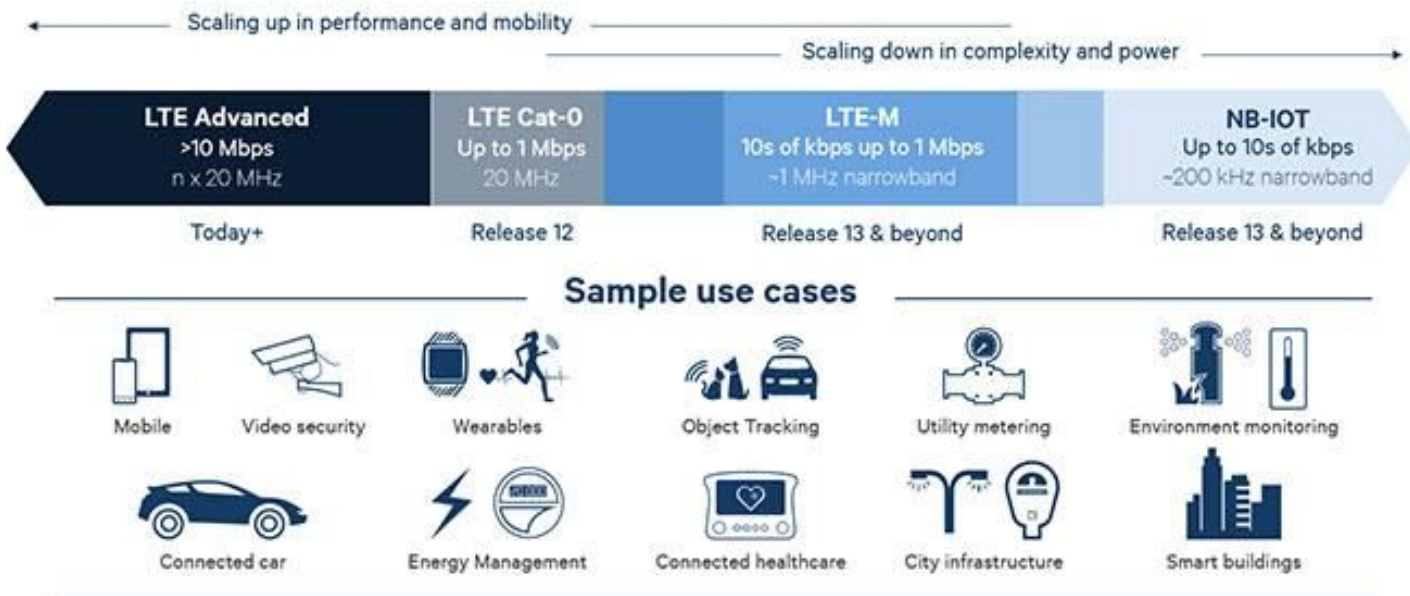 Scaling up in performance and mobility
Scaling down in complexity and power
LTE Advanced
>10 Mbps
n x 20 MHz
LTE Cat-0
Up to 1 Mbps
20 MHz
LTE-M
10s of kbps up to 1 Mbps
~1 MHz narrowband
NB-IOT
Up to 10s of kbps
~200 kHz narrowband
Today+
Release 12
Release 13 & beyond
Release 13 & beyond
Sample use cases
Mobile
Video security
Wearables
Object Tracking
Utility metering
Environment monitoring
Connected car
Energy Management
Connected healthcare
City infrastructure
Smart buildings